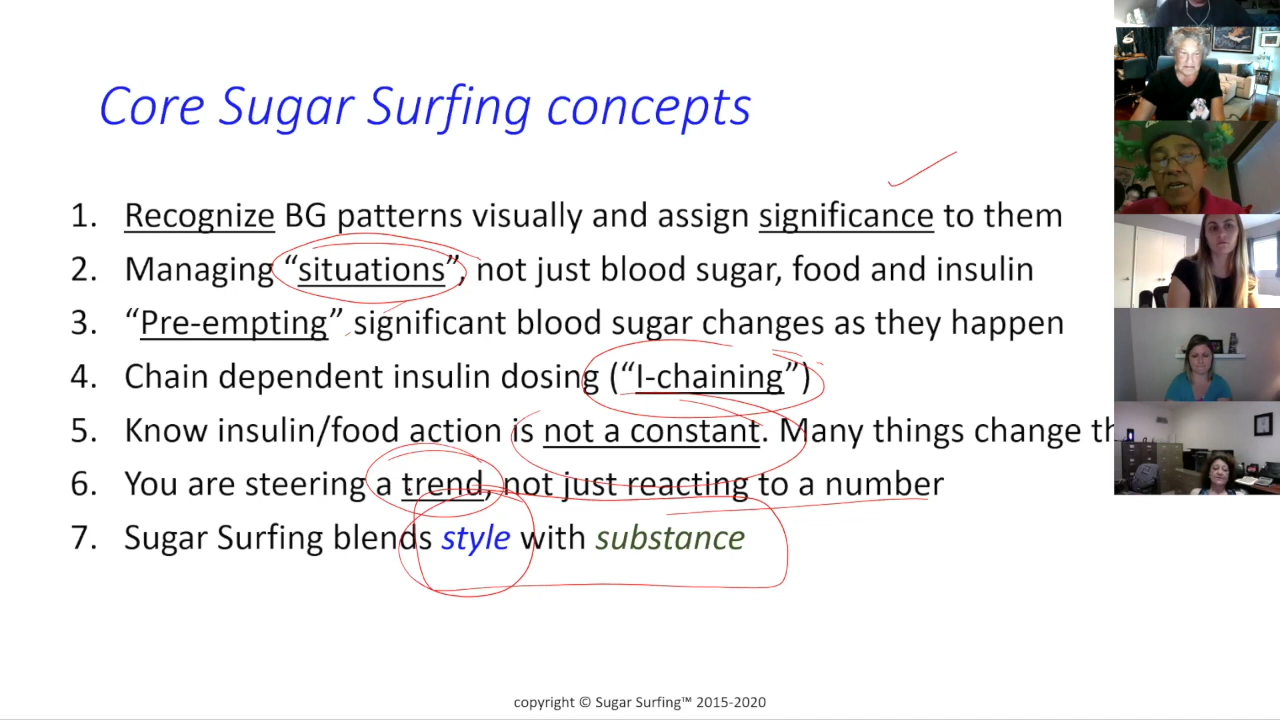 Core Sugar Surfing concepts
1. Recognize BG patterns visually and assign significance to them
2. Managing “situations”, not just blood sugar, food and insulin
3. “Pre-empting” significant blood sugar changes as they happen
4. Chain dependent insulin dosing (“I-chaining”)
5. Know insulin/food action is not a constant. Many things change
6. You are steering a trend, not just reacting to a number
7. Sugar Surfing blends style with substance
copyright © Sugar Surfing™ 2015-2020